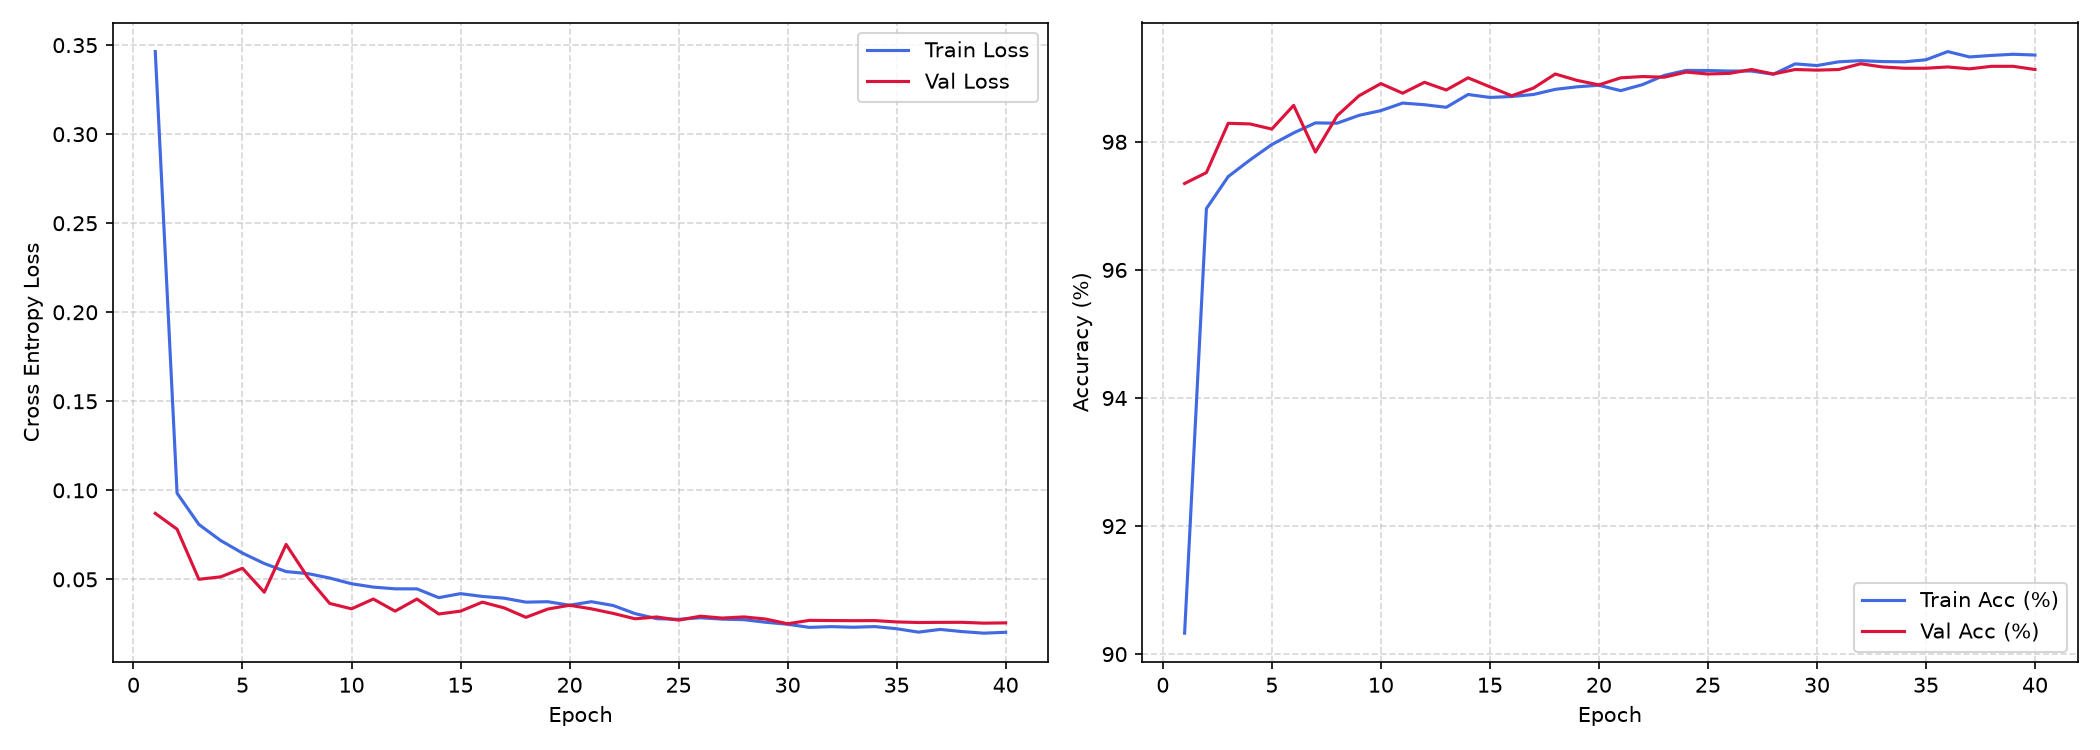 0.35
0.30
0.25
0.20
0.15
0.10
0.05
Cross Entropy Loss
0 5 10 15 20 25 30 35 40
Epoch
Train Loss
Val Loss
98
96
94
92
90
Accuracy (%)
0 5 10 15 20 25 30 35 40
Epoch
Train Acc (%)
Val Acc (%)